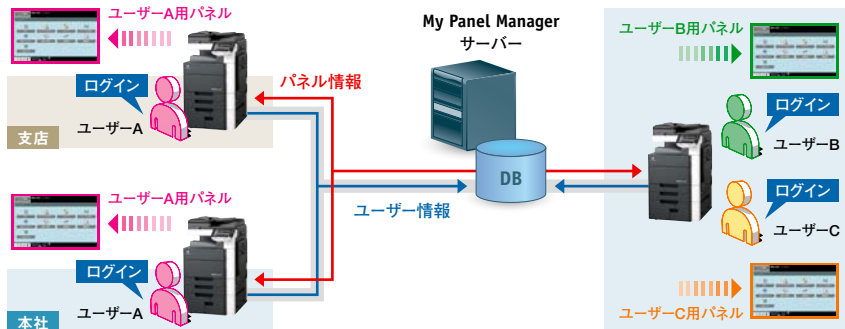 ユーザーA用パネル
ログイン
ユーザーA
支店
パネル情報
My Panel Manager
サーバー
DB
ユーザー情報
ユーザーA用パネル
ログイン
ユーザーA
本社
ユーザーB用パネル
ログイン
ユーザーB
ログイン
ユーザーC
ユーザーC用パネル